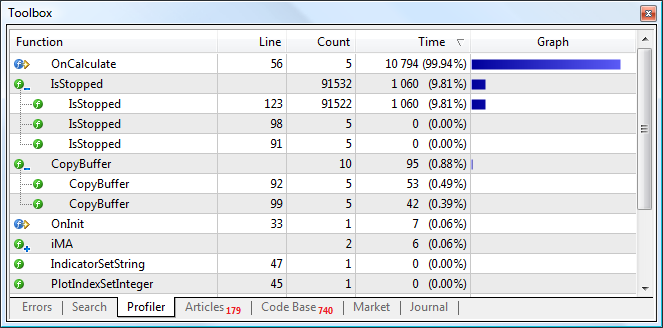 Toolbox
Function Line Count Time Graph
OnCalculate 56 5 10 794 (99.94%)
IsStopped 91532 1 060 (9.81%)
IsStopped 123 91522 1 060 (9.81%)
IsStopped 98 5 0 (0.00%)
IsStopped 91 5 0 (0.00%)
CopyBuffer 10 95 (0.88%)
CopyBuffer 92 5 53 (0.49%)
CopyBuffer 99 5 42 (0.39%)
OnInit 33 1 7 (0.06%)
iMA 2 6 (0.06%)
IndicatorSetString 47 1 0 (0.00%)
PlotIndexSetInteger 45 1 0 (0.00%)
Errors Search Profiler Articles 179 Code Base 740 Market Journal